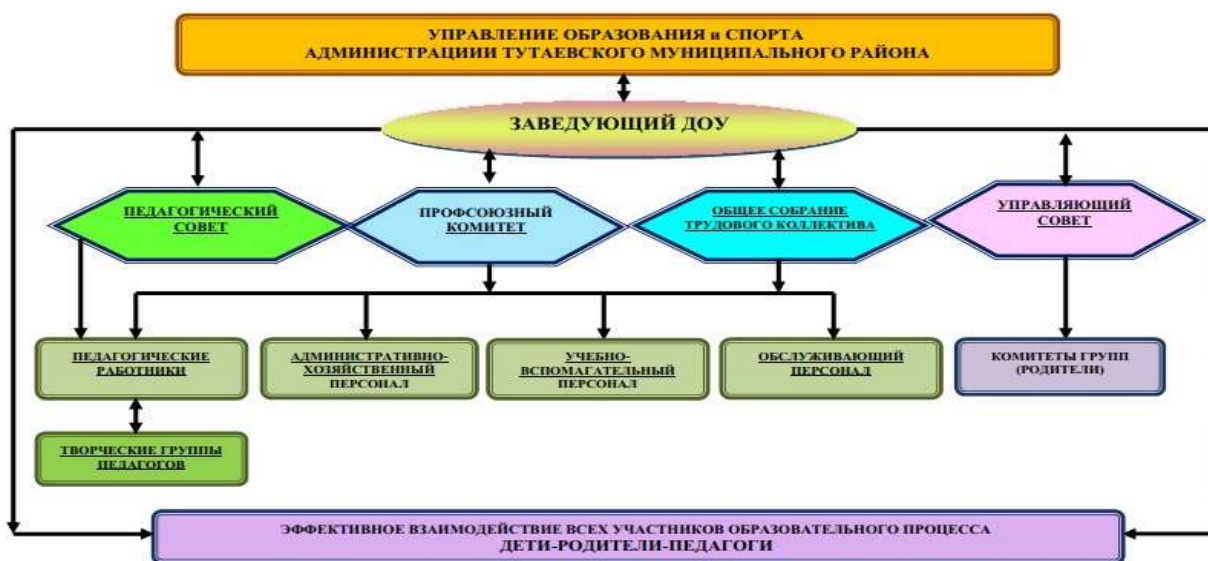 УПРАВЛЕНИЕ ОБРАЗОВАНИЯ и СПОРТА
АДМИНИСТРАЦИИИ ТУТАЕВСКОГО МУНИЦИПАЛЬНОГО РАЙОНА
ЗАВЕДУЮЩИЙ ДОУ
ПЕДАГОГИЧЕСКИЙ
СОВЕТ
ПРОФСОЮЗНЫЙ
КОМИТЕТ
ОБЩЕЕ СОБРАНИЕ
ТРУДОВОГО КОЛЛЕКТИВА
УПРАВЛЯЮЩИЙ
СОВЕТ
ПЕДАГОГИЧЕСКИЕ
РАБОТНИКИ
АДМИНИСТРАТИВНО-
ХОЗЯЙСТВЕННЫЙ
ПЕРСОНАЛ
УЧЕБНО-
ВСПОМАГАТЕЛЬНЫЙ
ПЕРСОНАЛ
ОБСЛУЖИВАЮЩИЙ
ПЕРСОНАЛ
КОМИТЕТЫ ГРУПП
(РОДИТЕЛИ)
ТВОРЧЕСКИЕ ГРУППЫ
ПЕДАГОГОВ
ЭФФЕКТИВНОЕ ВЗАИМОДЕЙСТВИЕ ВСЕХ УЧАСТНИКОВ ОБРАЗОВАТЕЛЬНОГО ПРОЦЕССА
ДЕТИ-РОДИТЕЛИ-ПЕДАГОГИ